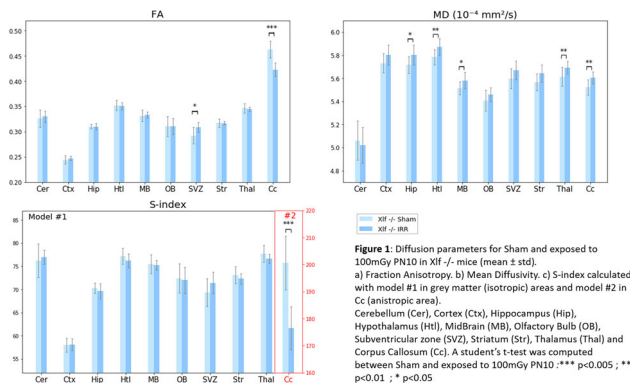 FA
MD (10⁻⁴ mm²/s)
0.50
0.45
0.40
0.35
0.30
0.25
0.20
***
*
Cer Ctx Hip Htl MB OB SVZ Str Thal Cc
6.0
5.8
5.6
5.4
5.2
5.0
4.8
* ** * ** **
Cer Ctx Hip Htl MB OB SVZ Str Thal Cc
S-index
Model #1
#2
***
85
80
75
70
65
60
55
220
210
200
190
180
170
160
Cer Ctx Hip Htl MB OB SVZ Str Thal Cc
Xlf -/- Sham
Xlf -/- IRR
Figure 1: Diffusion parameters for Sham and exposed to
100mGy PN10 in Xlf -/- mice (mean ± std).
a) Fraction Anisotropy. b) Mean Diffusivity. c) S-index calculated
with model #1 in grey matter (isotropic) areas and model #2 in
Cc (anistropic area).
Cerebellum (Cer), Cortex (Ctx), Hippocampus (Hip),
Hypothalamus (Htl), MidBrain (MB), Olfactory Bulb (OB),
Subventricular zone (SVZ), Striatum (Str), Thalamus (Thal) and
Corpus Callosum (Cc). A student's t-test was computed
between Sham and exposed to 100mGy PN10 :*** p<0.005 ; **
p<0.01 ; * p<0.05